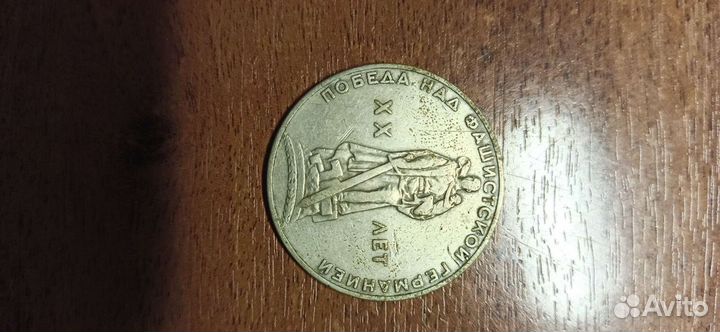 ПОБЕДА НАД ФАШИСТСКОЙ ГЕРМАНИЕЙ
XX ЛЕТ
Avito